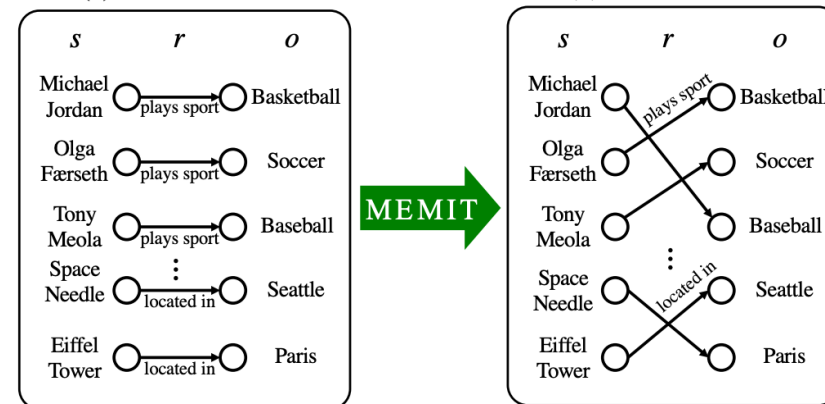 s r o
Michael
Jordan
plays sport
Basketball
Olga
Færseth
plays sport
Soccer
Tony
Meola
plays sport
Baseball
Space
Needle
located in
Seattle
Eiffel
Tower
located in
Paris
MEMIT
s r o
Michael
Jordan
plays sport
Basketball
Olga
Færseth
Soccer
Tony
Meola
Baseball
Space
Needle
located in
Seattle
Eiffel
Tower
Paris